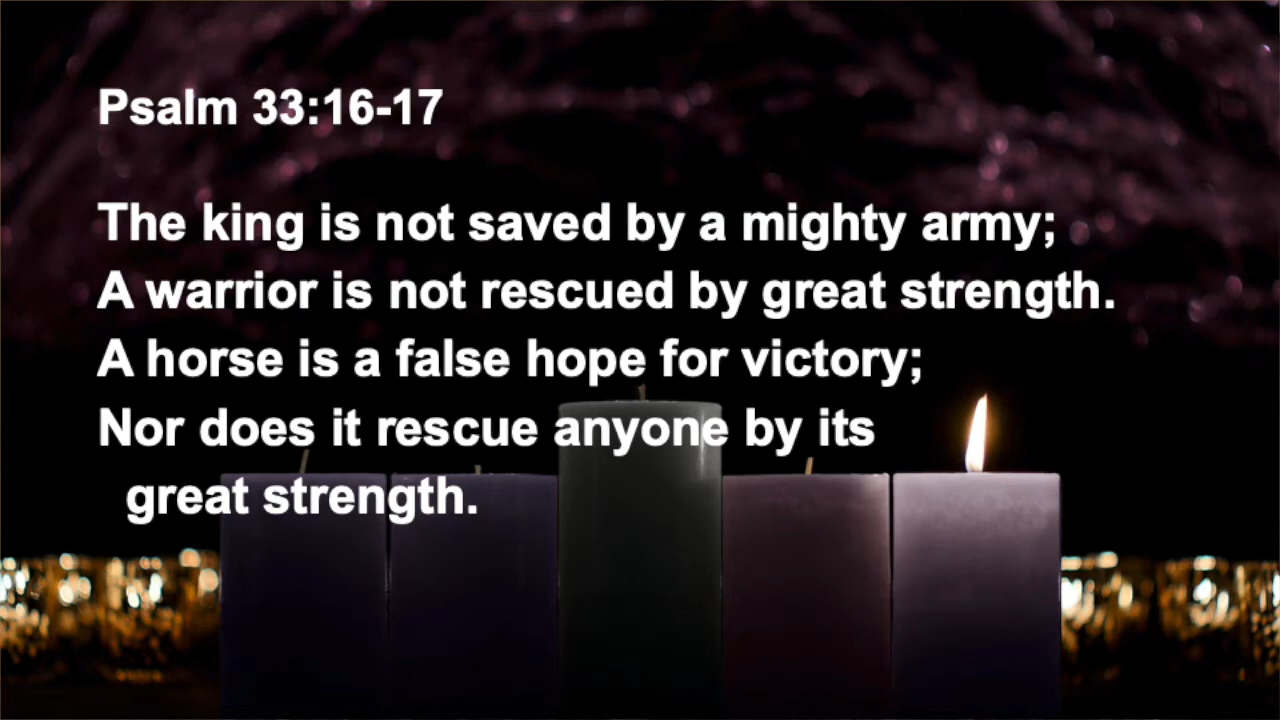 Psalm 33:16-17
The king is not saved by a mighty army;
A warrior is not rescued by great strength.
A horse is a false hope for victory;
Nor does it rescue anyone by its
great strength.